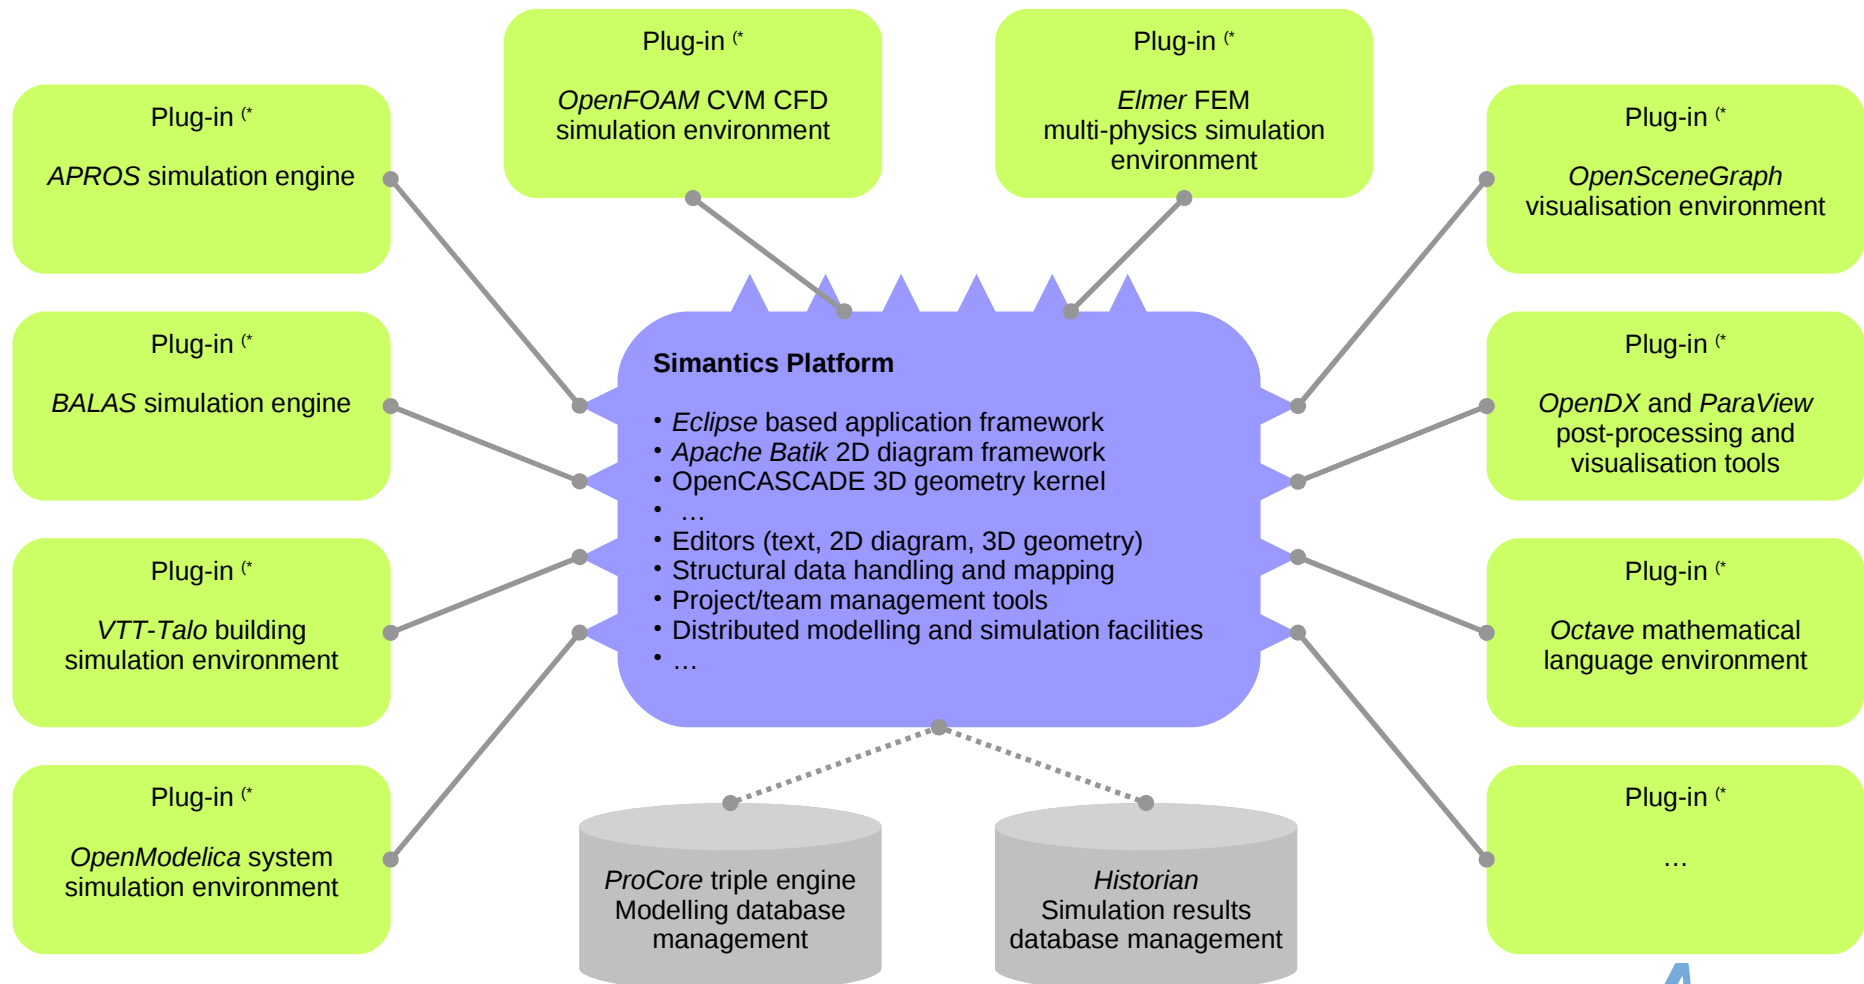 Plug-in (*
OpenFOAM CVM CFD
simulation environment
Plug-in (*
Elmer FEM
multi-physics simulation
environment
Plug-in (*
APROS simulation engine
Plug-in (*
OpenSceneGraph
visualisation environment
Plug-in (*
BALAS simulation engine
Simantics Platform
• Eclipse based application framework
• Apache Batik 2D diagram framework
• OpenCASCADE 3D geometry kernel
• …
• Editors (text, 2D diagram, 3D geometry)
• Structural data handling and mapping
• Project/team management tools
• Distributed modelling and simulation facilities
• …
Plug-in (*
OpenDX and ParaView
post-processing and
visualisation tools
Plug-in (*
VTT-Talo building
simulation environment
Plug-in (*
Octave mathematical
language environment
Plug-in (*
OpenModelica system
simulation environment
ProCore triple engine
Modelling database
management
Historian
Simulation results
database management
Plug-in (*
…